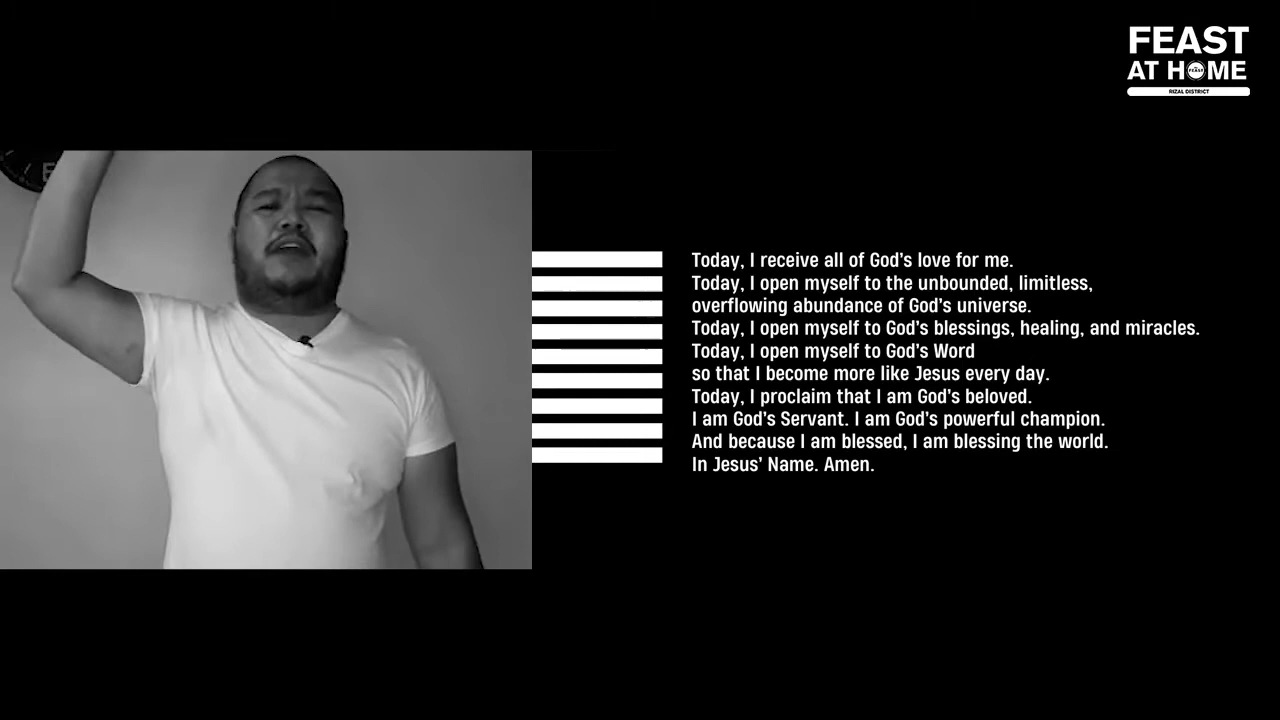 FEAST
AT HOME
RIZAL DISTRICT
Today, I receive all of God's love for me.
Today, I open myself to the unbounded, limitless,
overflowing abundance of God's universe.
Today, I open myself to God's blessings, healing, and miracles.
Today, I open myself to God's Word
so that I become more like Jesus every day.
Today, I proclaim that I am God's beloved.
I am God's Servant. I am God's powerful champion.
And because I am blessed, I am blessing the world.
In Jesus' Name. Amen.